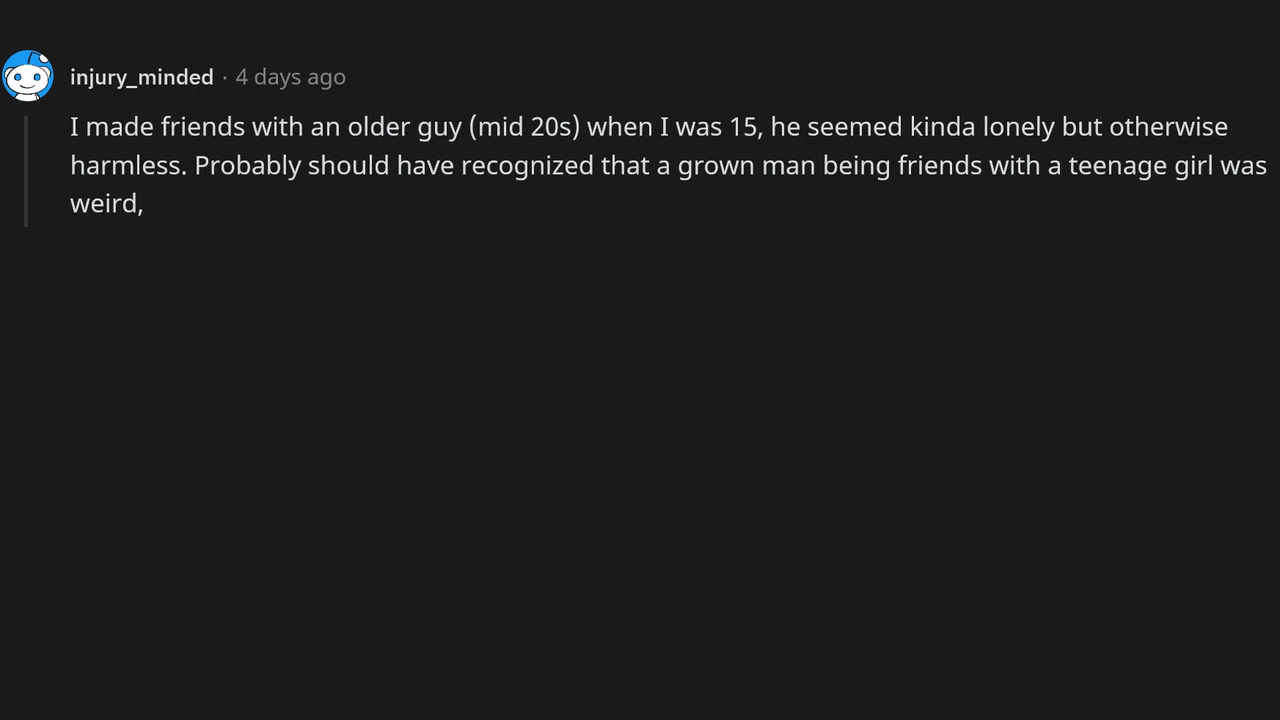 injury_minded · 4 days ago
I made friends with an older guy (mid 20s) when I was 15, he seemed kinda lonely but otherwise
harmless. Probably should have recognized that a grown man being friends with a teenage girl was
weird,